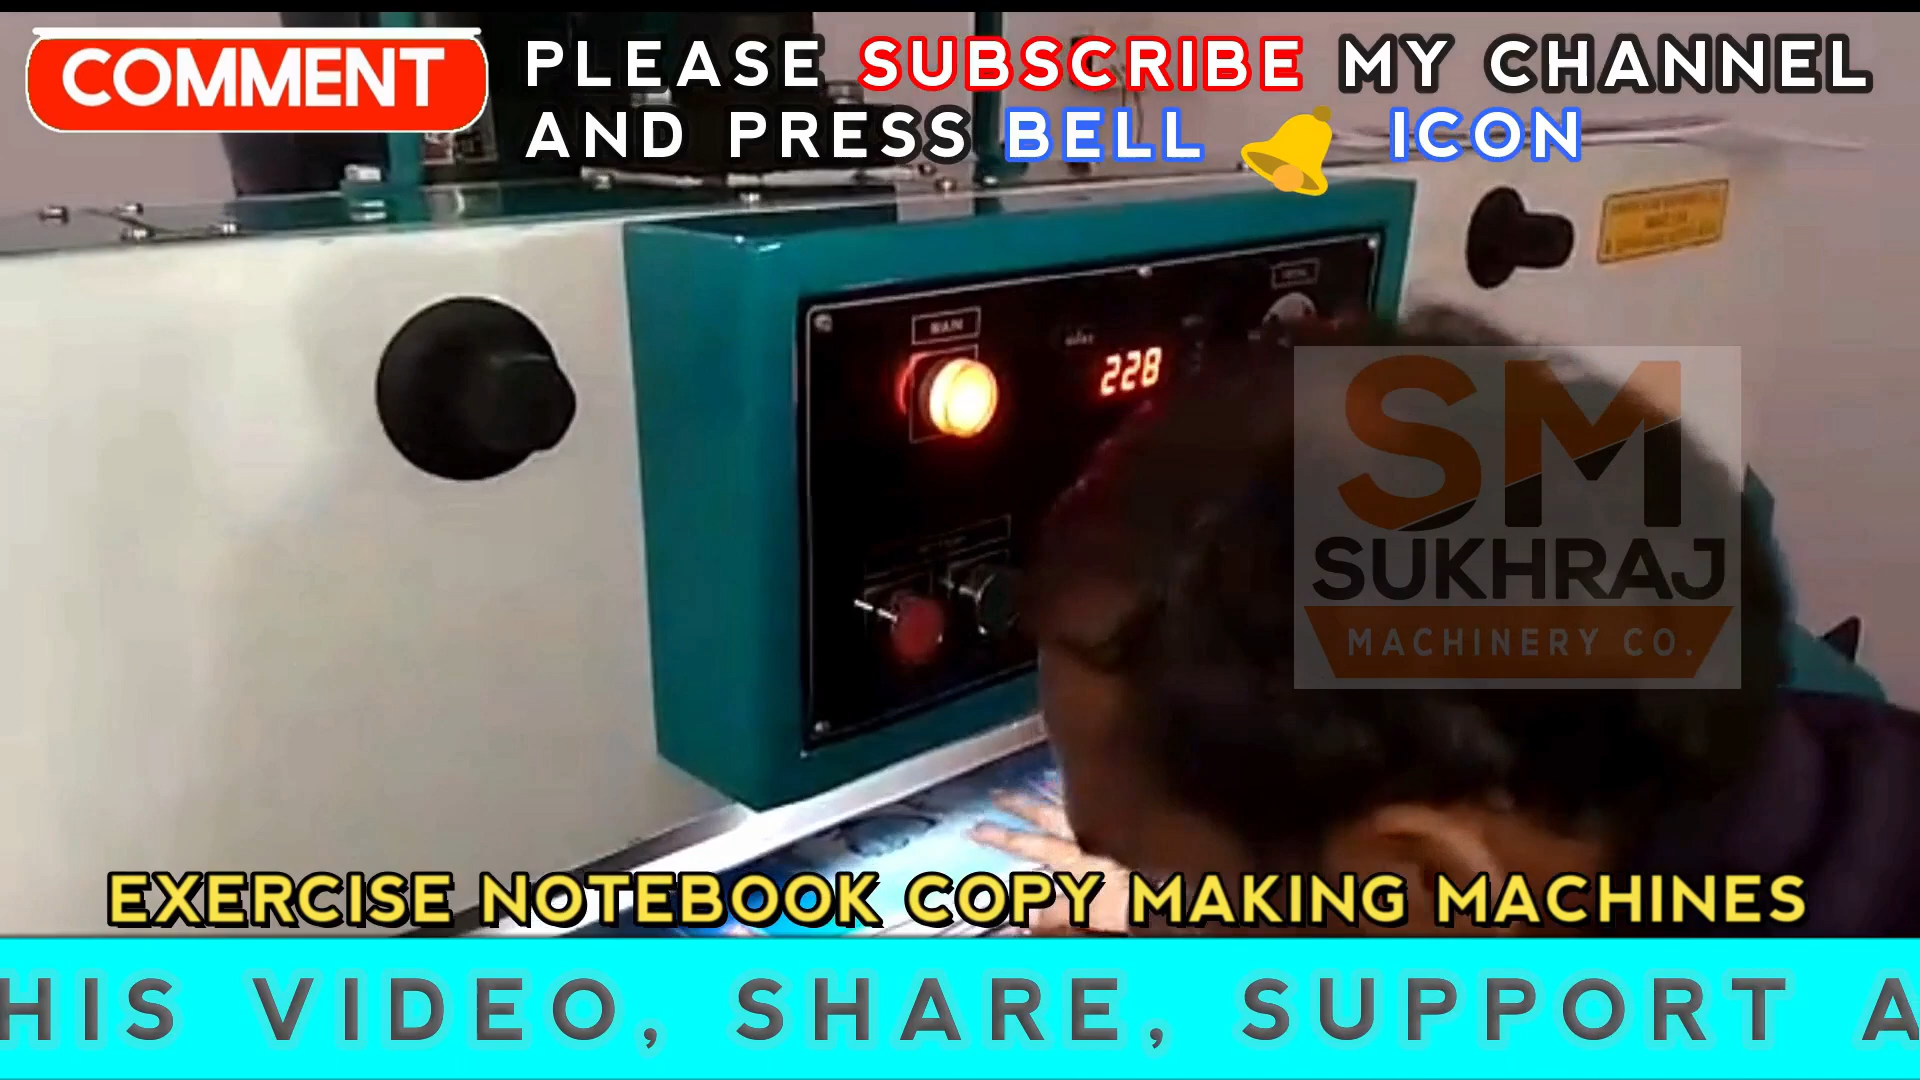 COMMENT
PLEASE SUBSCRIBE MY CHANNEL
AND PRESS BELL ICON
MAIN
228
SM
SUKHRAJ
MACHINERY CO.
EXERCISE NOTEBOOK COPY MAKING MACHINES
HIS VIDEO, SHARE, SUPPORT A